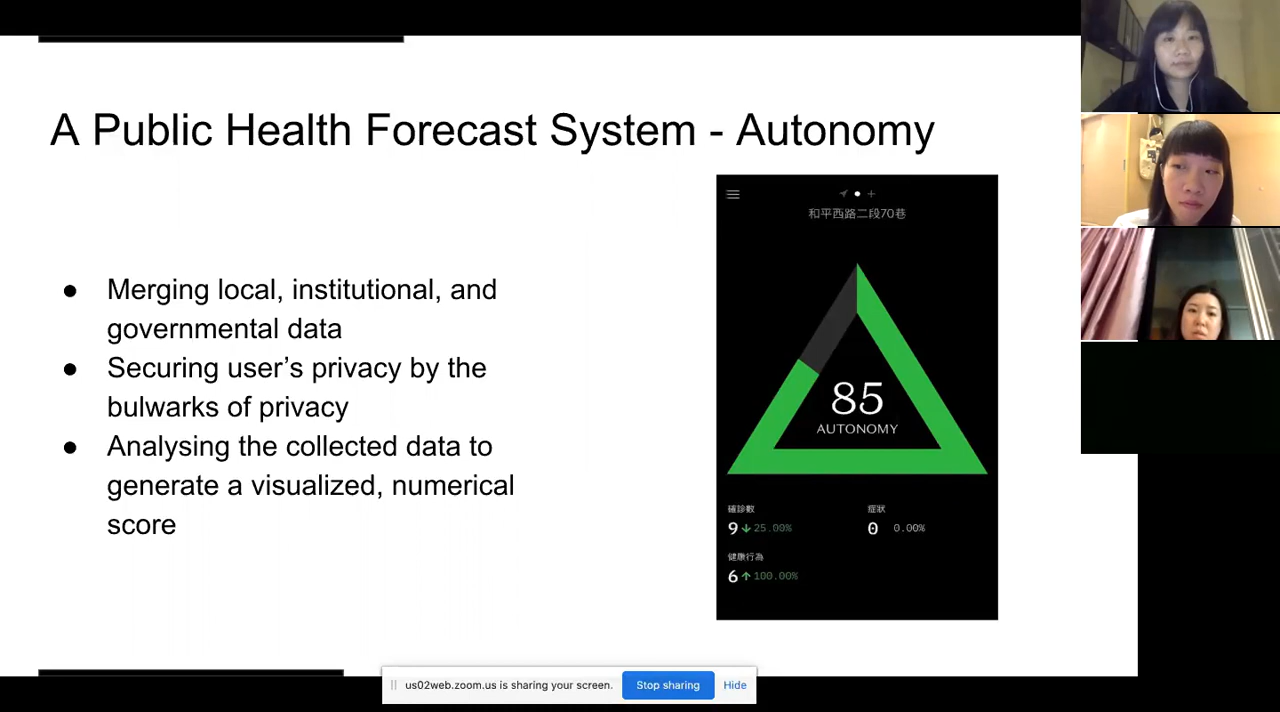 A Public Health Forecast System - Autonomy
● Merging local, institutional, and
governmental data
● Securing user’s privacy by the
bulwarks of privacy
● Analysing the collected data to
generate a visualized, numerical
score
和平西路二段70巷
85
AUTONOMY
確診數
9 ↓ 25.00%
症狀
0 0.00%
健康行為
6 ↑ 100.00%
us02web.zoom.us is sharing your screen.
Stop sharing
Hide